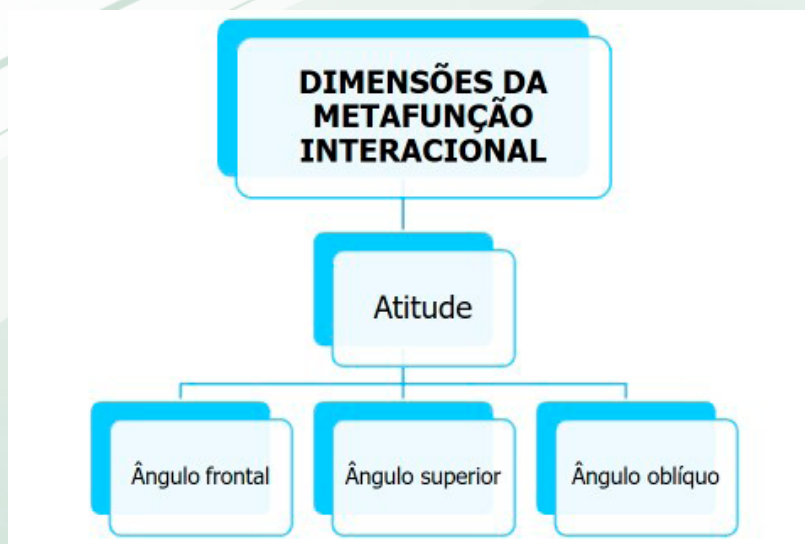 DIMENSÕES DA
METAFUNÇÃO
INTERACIONAL
Atitude
Ângulo frontal
Ângulo superior
Ângulo oblíquo